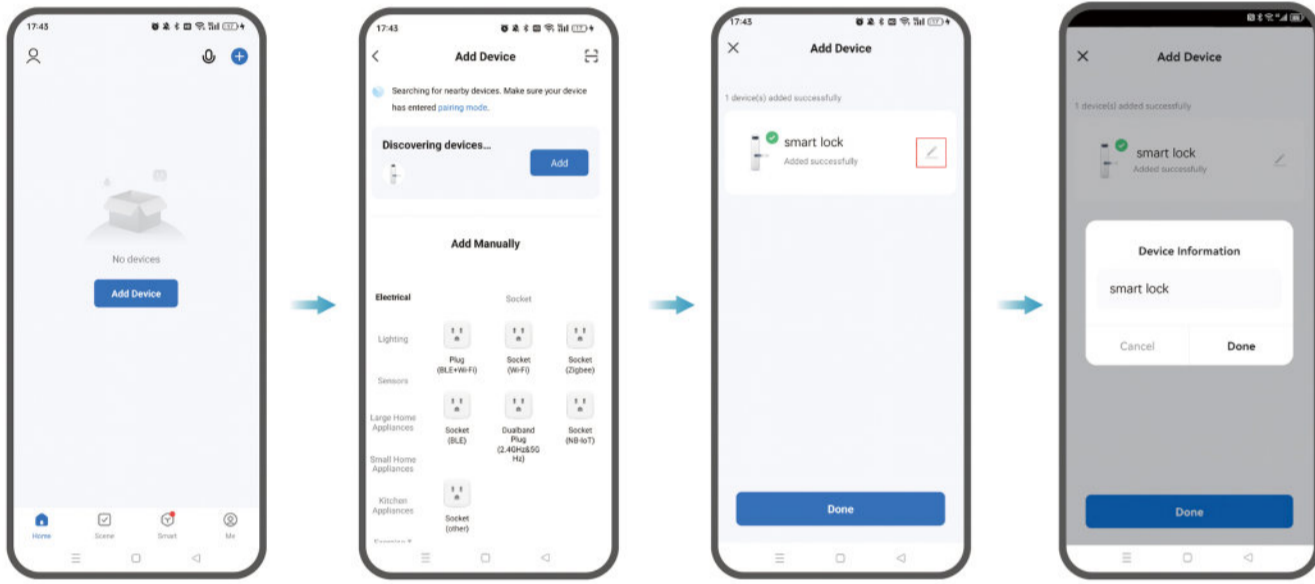 17:43
No devices
Add Device
Home
Scene
Smart
Me
17:43
Add Device
Searching for nearby devices. Make sure your device
has entered pairing mode.
Discovering devices...
Add
Add Manually
Electrical
Socket
Lighting
Plug
(BLE+Wi-Fi)
Socket
(Wi-Fi)
Socket
(Zigbee)
Sensors
Large Home
Appliances
Socket
(BLE)
Dualband
Plug
(2.4GHz&5G
Hz)
Socket
(NB-IoT)
Small Home
Appliances
Kitchen
Appliances
Socket
(other)
17:43
Add Device
1 device(s) added successfully
smart lock
Added successfully
Done
Add Device
1 device(s) added successfully
smart lock
Added successfully
Device Information
smart lock
Cancel
Done
Done